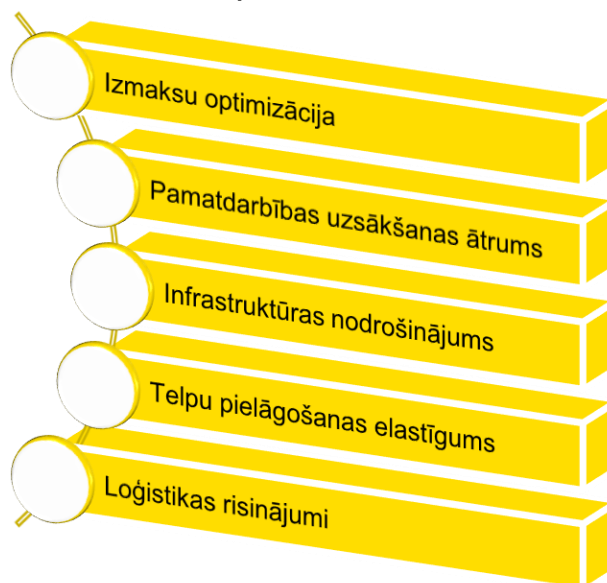 Izmaksu optimizācija
Pamatdarbības uzsākšanas ātrums
Infrastruktūras nodrošinājums
Telpu pielāgošanas elastīgums
Loģistikas risinājumi